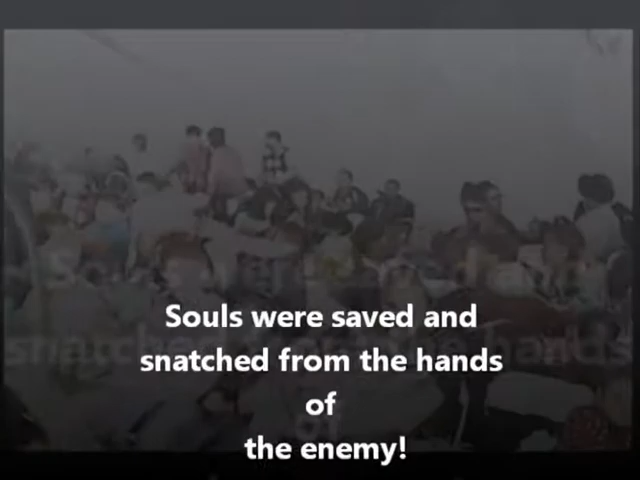 Souls were saved and
snatched from the hands
of
the enemy!